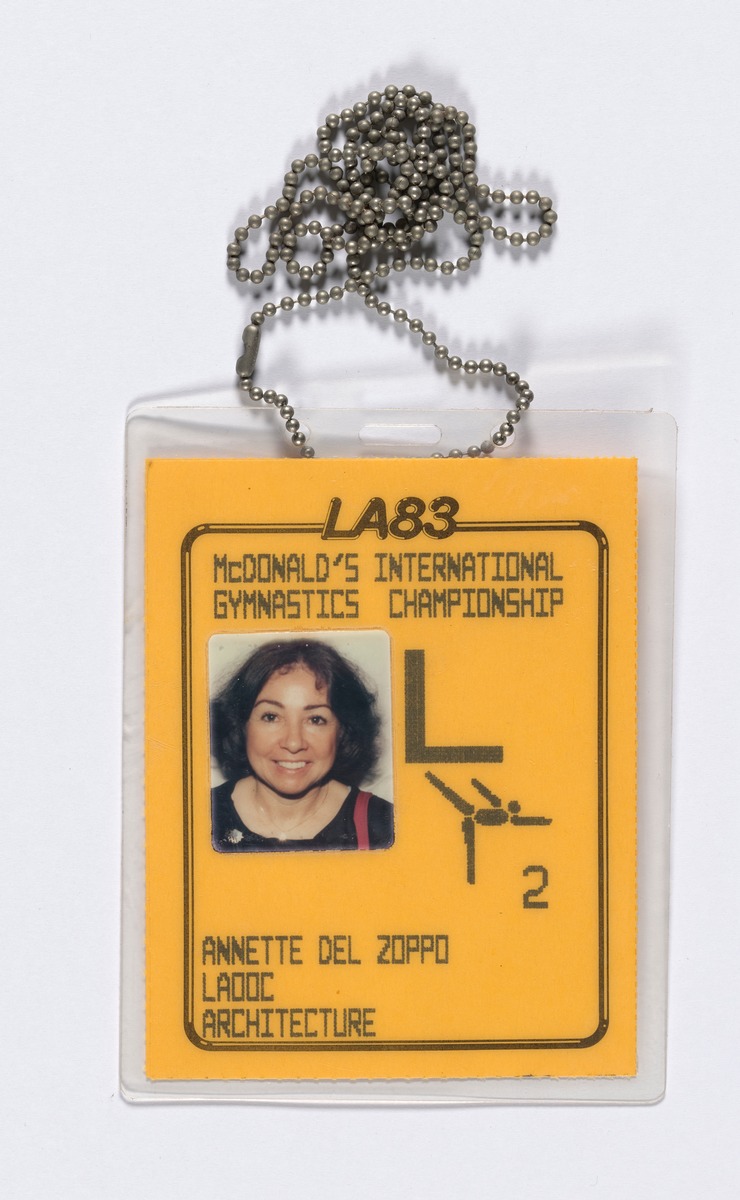 LA83
McDONALD'S INTERNATIONAL
GYMNASTICS CHAMPIONSHIP
L
2
ANNETTE DEL ZOPPO
LAOOC
ARCHITECTURE